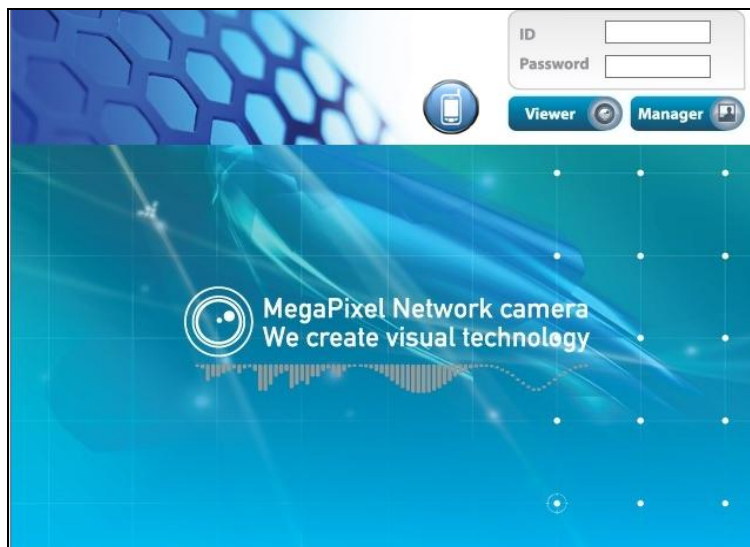 ID
Password
Viewer
Manager
MegaPixel Network camera
We create visual technology